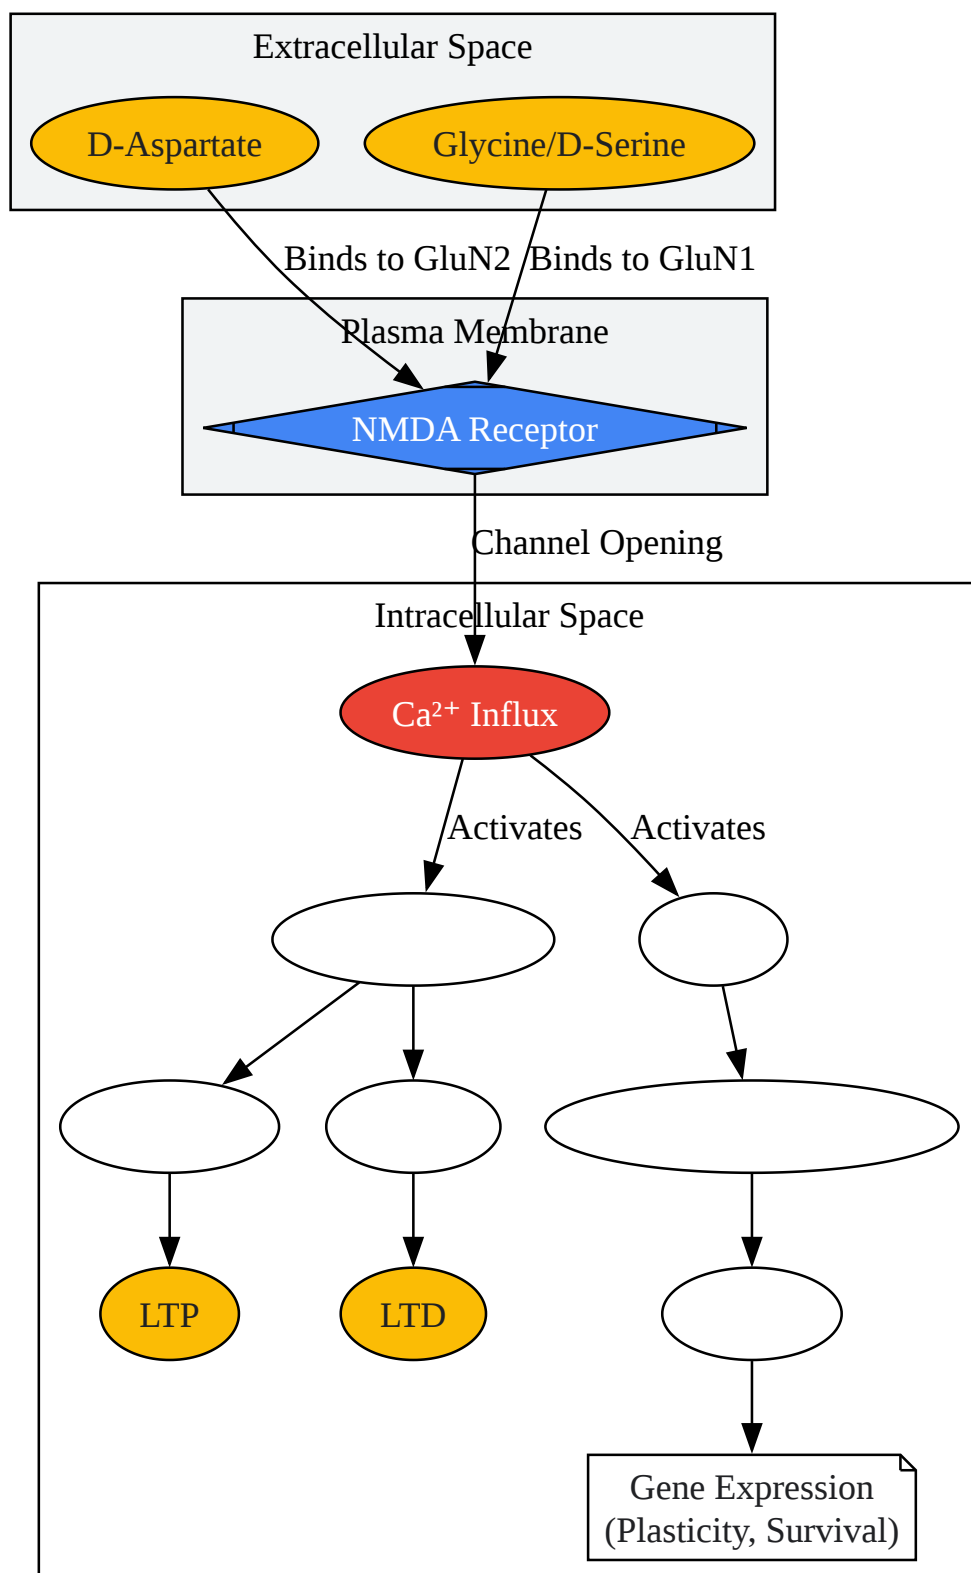 Extracellular Space
D-Aspartate
Glycine/D-Serine
Binds to GluN2
Binds to GluN1
Plasma Membrane
NMDA Receptor
Channel Opening
Intracellular Space
Ca²⁺ Influx
Activates
Activates
LTP
LTD
Gene Expression
(Plasticity, Survival)